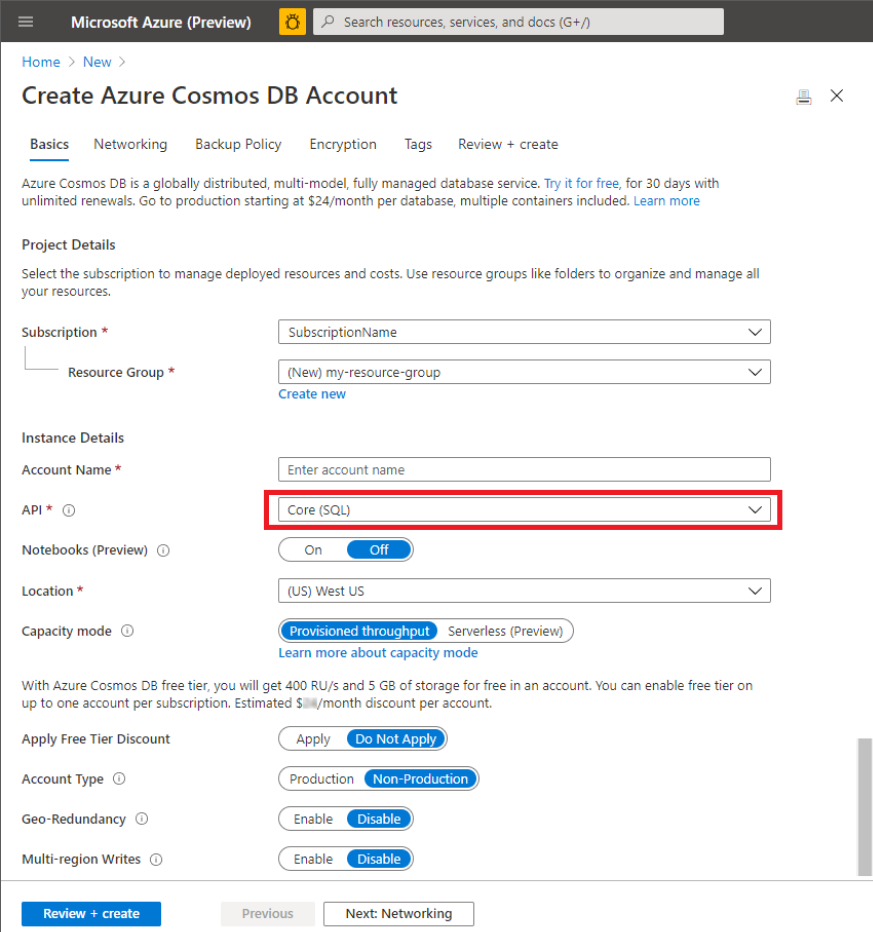 Microsoft Azure (Preview)
Search resources, services, and docs (G+/)
Home > New >
Create Azure Cosmos DB Account
Basics Networking Backup Policy Encryption Tags Review + create
Azure Cosmos DB is a globally distributed, multi-model, fully managed database service. Try it for free, for 30 days with
unlimited renewals. Go to production starting at $24/month per database, multiple containers included. Learn more
Project Details
Select the subscription to manage deployed resources and costs. Use resource groups like folders to organize and manage all
your resources.
Subscription * SubscriptionName
Resource Group * (New) my-resource-group
Create new
Instance Details
Account Name * Enter account name
API * Core (SQL)
Notebooks (Preview) On Off
Location * (US) West US
Capacity mode Provisioned throughput Serverless (Preview)
Learn more about capacity mode
With Azure Cosmos DB free tier, you will get 400 RU/s and 5 GB of storage for free in an account. You can enable free tier on
up to one account per subscription. Estimated $ /month discount per account.
Apply Free Tier Discount Apply Do Not Apply
Account Type Production Non-Production
Geo-Redundancy Enable Disable
Multi-region Writes Enable Disable
Review + create Previous Next: Networking